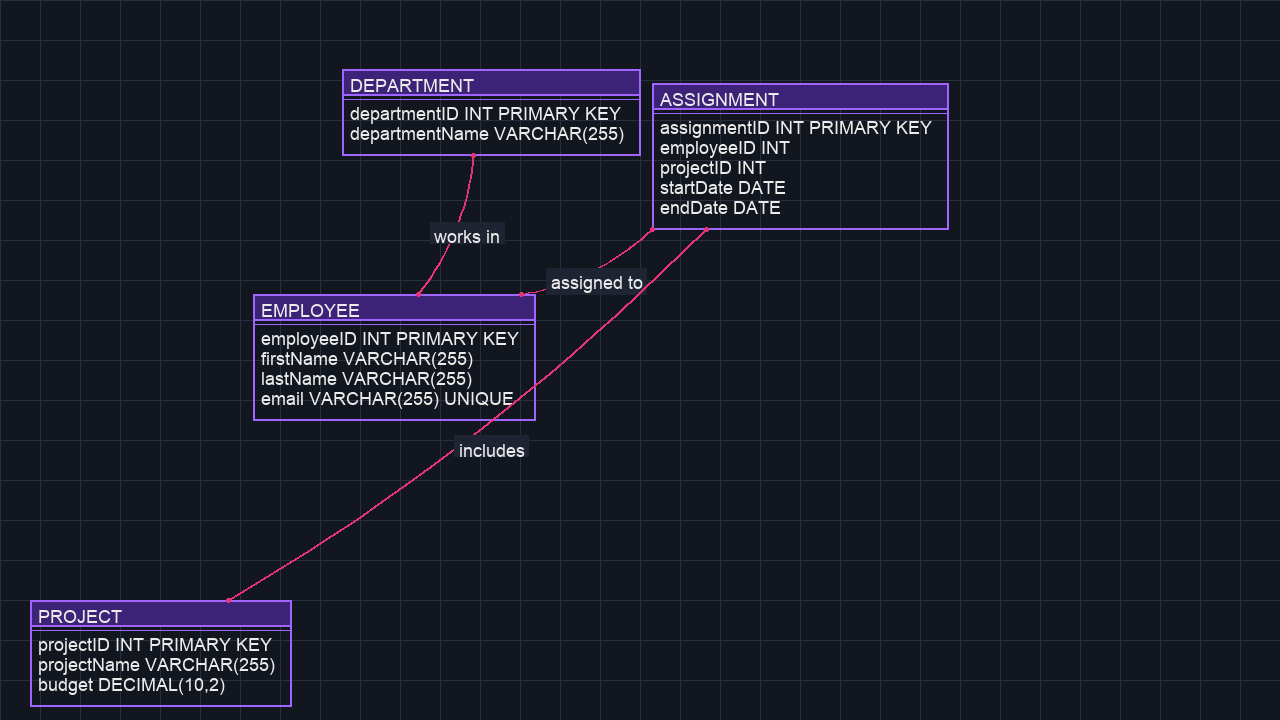 DEPARTMENT
departmentID INT PRIMARY KEY
departmentName VARCHAR(255)
ASSIGNMENT
assignmentID INT PRIMARY KEY
employeeID INT
projectID INT
startDate DATE
endDate DATE
works in
assigned to
EMPLOYEE
employeeID INT PRIMARY KEY
firstName VARCHAR(255)
lastName VARCHAR(255)
email VARCHAR(255) UNIQUE
includes
PROJECT
projectID INT PRIMARY KEY
projectName VARCHAR(255)
budget DECIMAL(10,2)